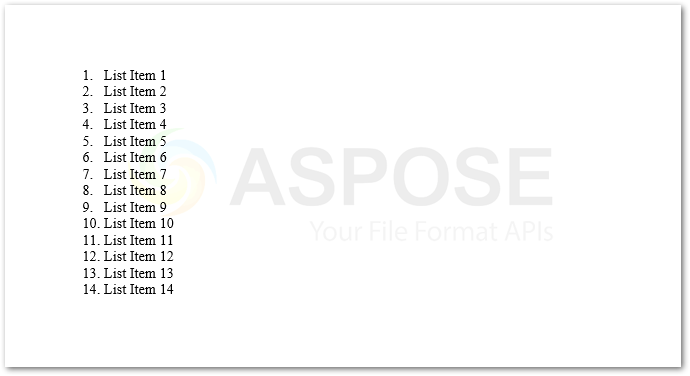 1. List Item 1
2. List Item 2
3. List Item 3
4. List Item 4
5. List Item 5
6. List Item 6
7. List Item 7
8. List Item 8
9. List Item 9
10. List Item 10
11. List Item 11
12. List Item 12
13. List Item 13
14. List Item 14
ASPOSE
Your File Format APIs